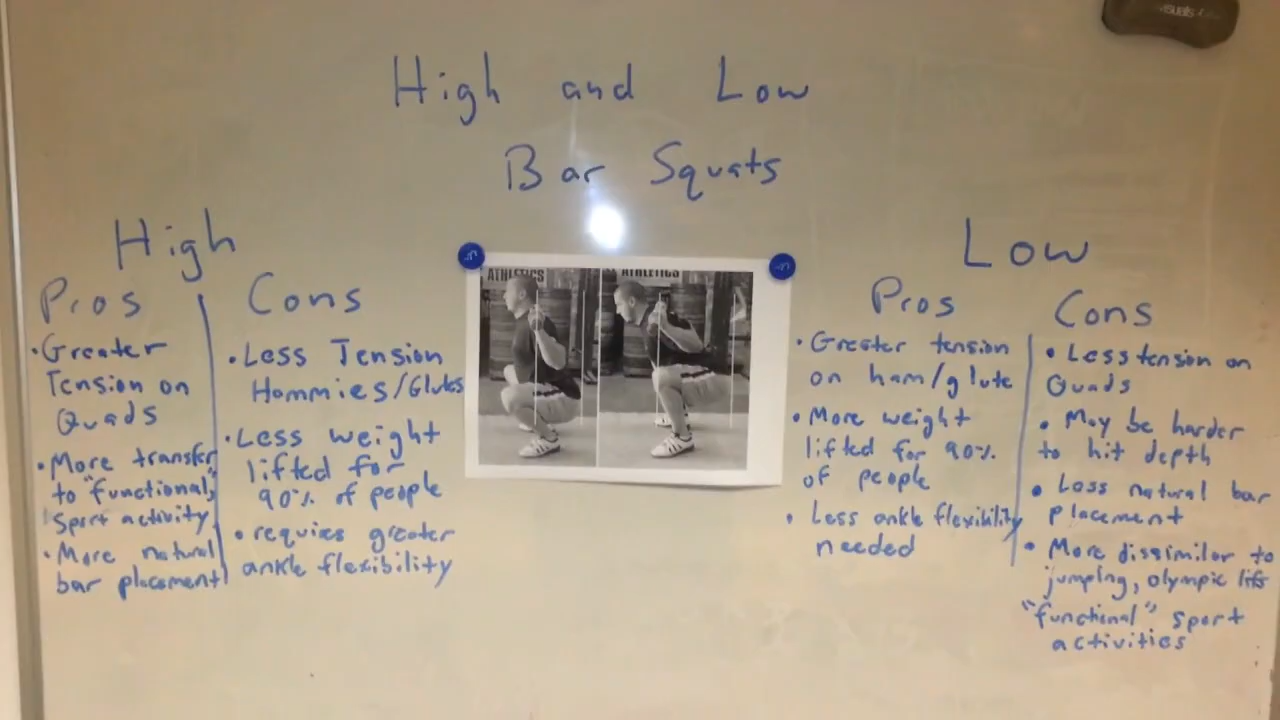 High and Low
Bar Squats
High
Pros
•Greater
Tension on
Quads
•More transfer
to "functional,"
sport activity
•More natural
bar placement
Cons
•Less Tension
Hammies/Glutes
•Less weight
lifted for
90% of people
•requires greater
ankle flexibility
ATHLETICS
ATHLETICS
Low
Pros
•Greater tension
on ham/glute
•More weight
lifted for 90%
of people
•Less ankle flexibility
needed
Cons
•Less tension on
Quads
•May be harder
to hit depth
•Less natural bar
placement
•More dissimilar to
jumping, olympic lifts
"functional" sport
activities